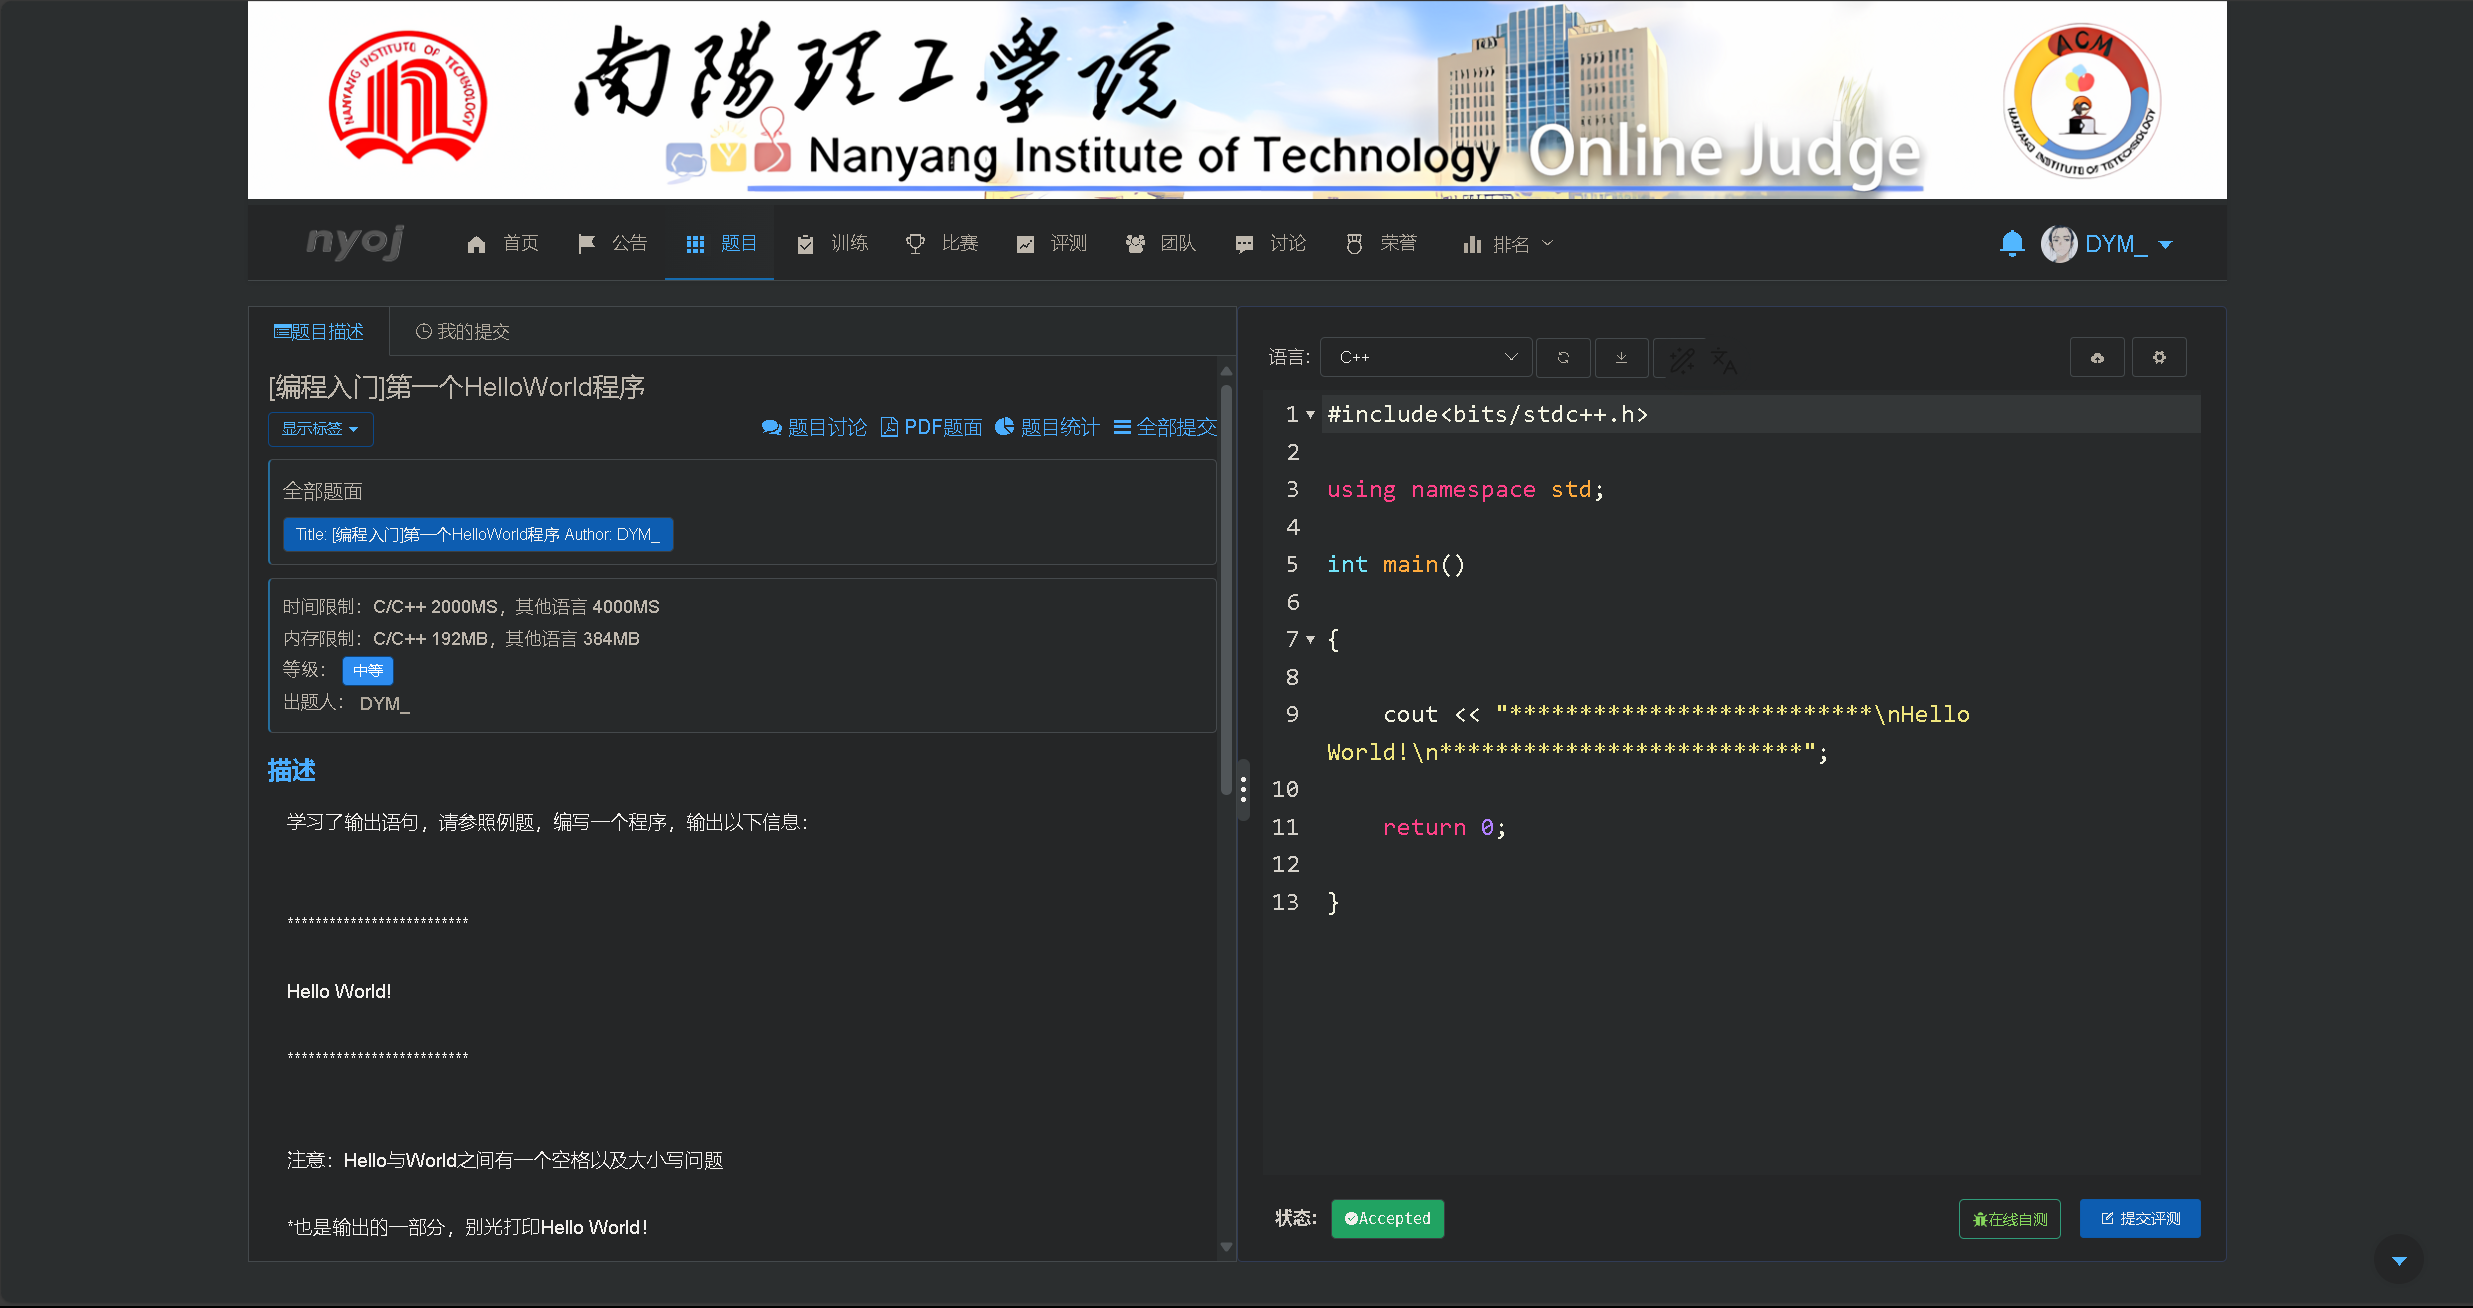 南陽理工学院
Nanyang Institute of Technology Online Judge
NANYANG INSTITUTE OF TECHNOLOGY
ACM
nyoj 首页 公告 题目 训练 比赛 评测 团队 讨论 荣誉 排名 DYM_
题目描述 我的提交
[编程入门]第一个HelloWorld程序
显示标签 题目讨论 PDF题面 题目统计 全部提交
全部题面
Title: [编程入门]第一个HelloWorld程序 Author: DYM_
时间限制：C/C++ 2000MS，其他语言 4000MS
内存限制：C/C++ 192MB，其他语言 384MB
等级： 中等
出题人： DYM_
描述
学习了输出语句，请参照例题，编写一个程序，输出以下信息：
**************************
Hello World!
**************************
注意：Hello与World之间有一个空格以及大小写问题
*也是输出的一部分，别光打印Hello World！
语言: C++
1 #include<bits/stdc++.h>
2
3 using namespace std;
4
5 int main()
6
7 {
8
9 cout << "**************************\nHello
World!\n**************************";
10
11 return 0;
12
13 }
状态: Accepted 在线自测 提交评测